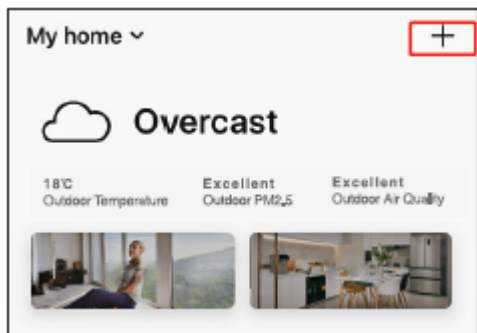 My home
Overcast
18℃ Excellent Excellent
Outdoor Temperature Outdoor PM2.5 Outdoor Air Quality